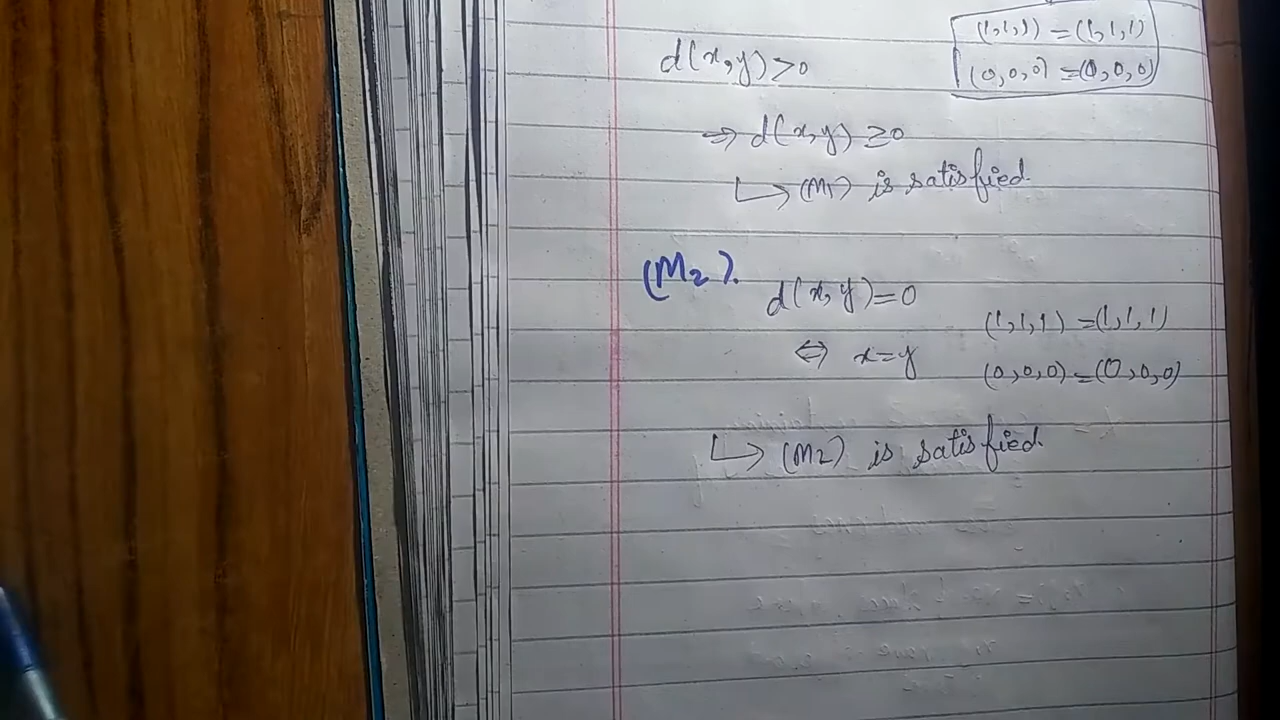 (1,1,1) = (1,1,1)
d(x,y) > 0
(0,0,0) = (0,0,0)
⇒ d(x,y) ≥ 0
↳ (M1) is satisfied.
(M2).
d(x,y) = 0
(1,1,1) = (1,1,1)
⇔ x = y
(0,0,0) = (0,0,0)
↳ (M2) is satisfied.